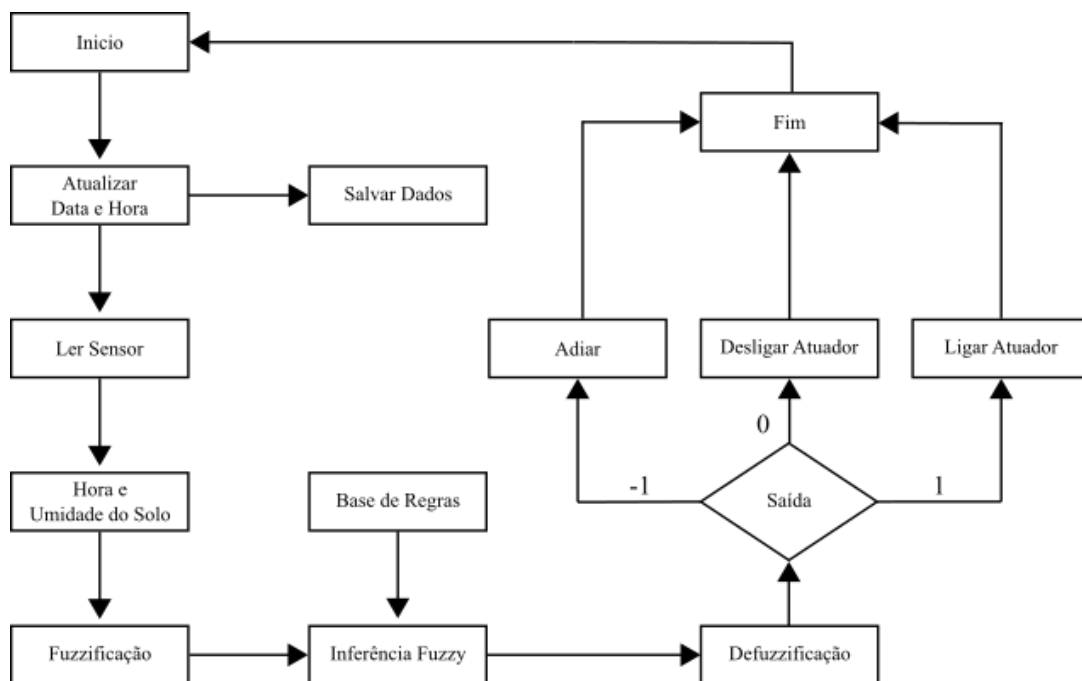 Inicio
Fim
Atualizar
Data e Hora
Salvar Dados
Ler Sensor
Adiar
Desligar Atuador
Ligar Atuador
0
-1
1
Hora e
Umidade do Solo
Base de Regras
Saída
Fuzzificação
Inferência Fuzzy
Defuzzificação